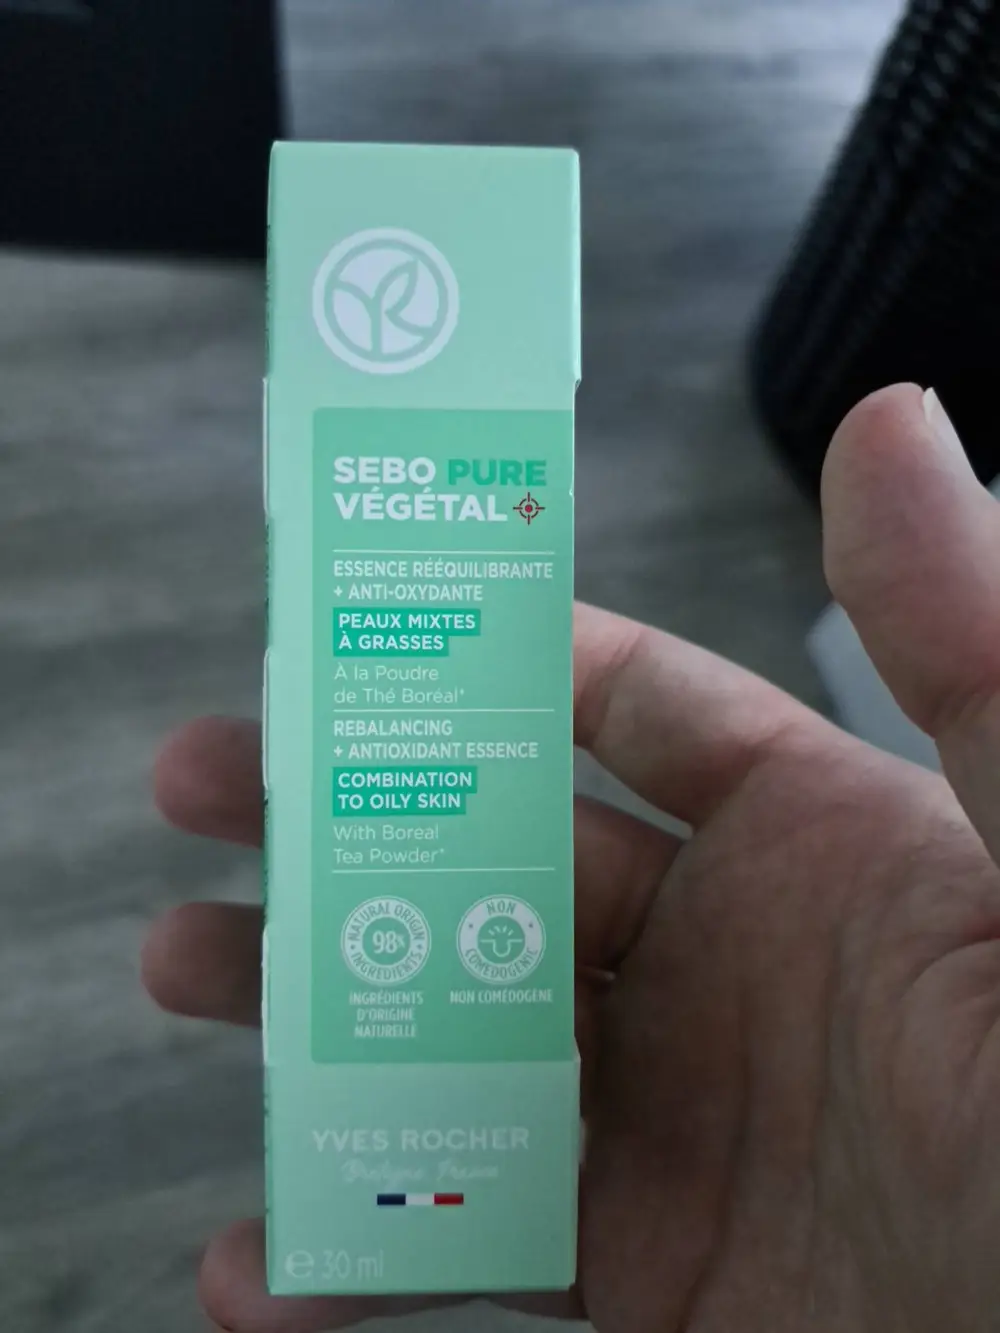 SEBO PURE
VÉGÉTAL
ESSENCE RÉÉQUILIBRANTE
+ ANTI-OXYDANTE
PEAUX MIXTES
À GRASSES
À la Poudre
de Thé Boréal*
REBALANCING
+ ANTIOXIDANT ESSENCE
COMBINATION
TO OILY SKIN
With Boreal
Tea Powder*
NATURAL ORIGIN
98%
INGREDIENTS
INGRÉDIENTS
D'ORIGINE
NATURELLE
NON
COMEDOGENIC
NON COMÉDOGÈNE
YVES ROCHER
Bretagne, France
e 30 ml